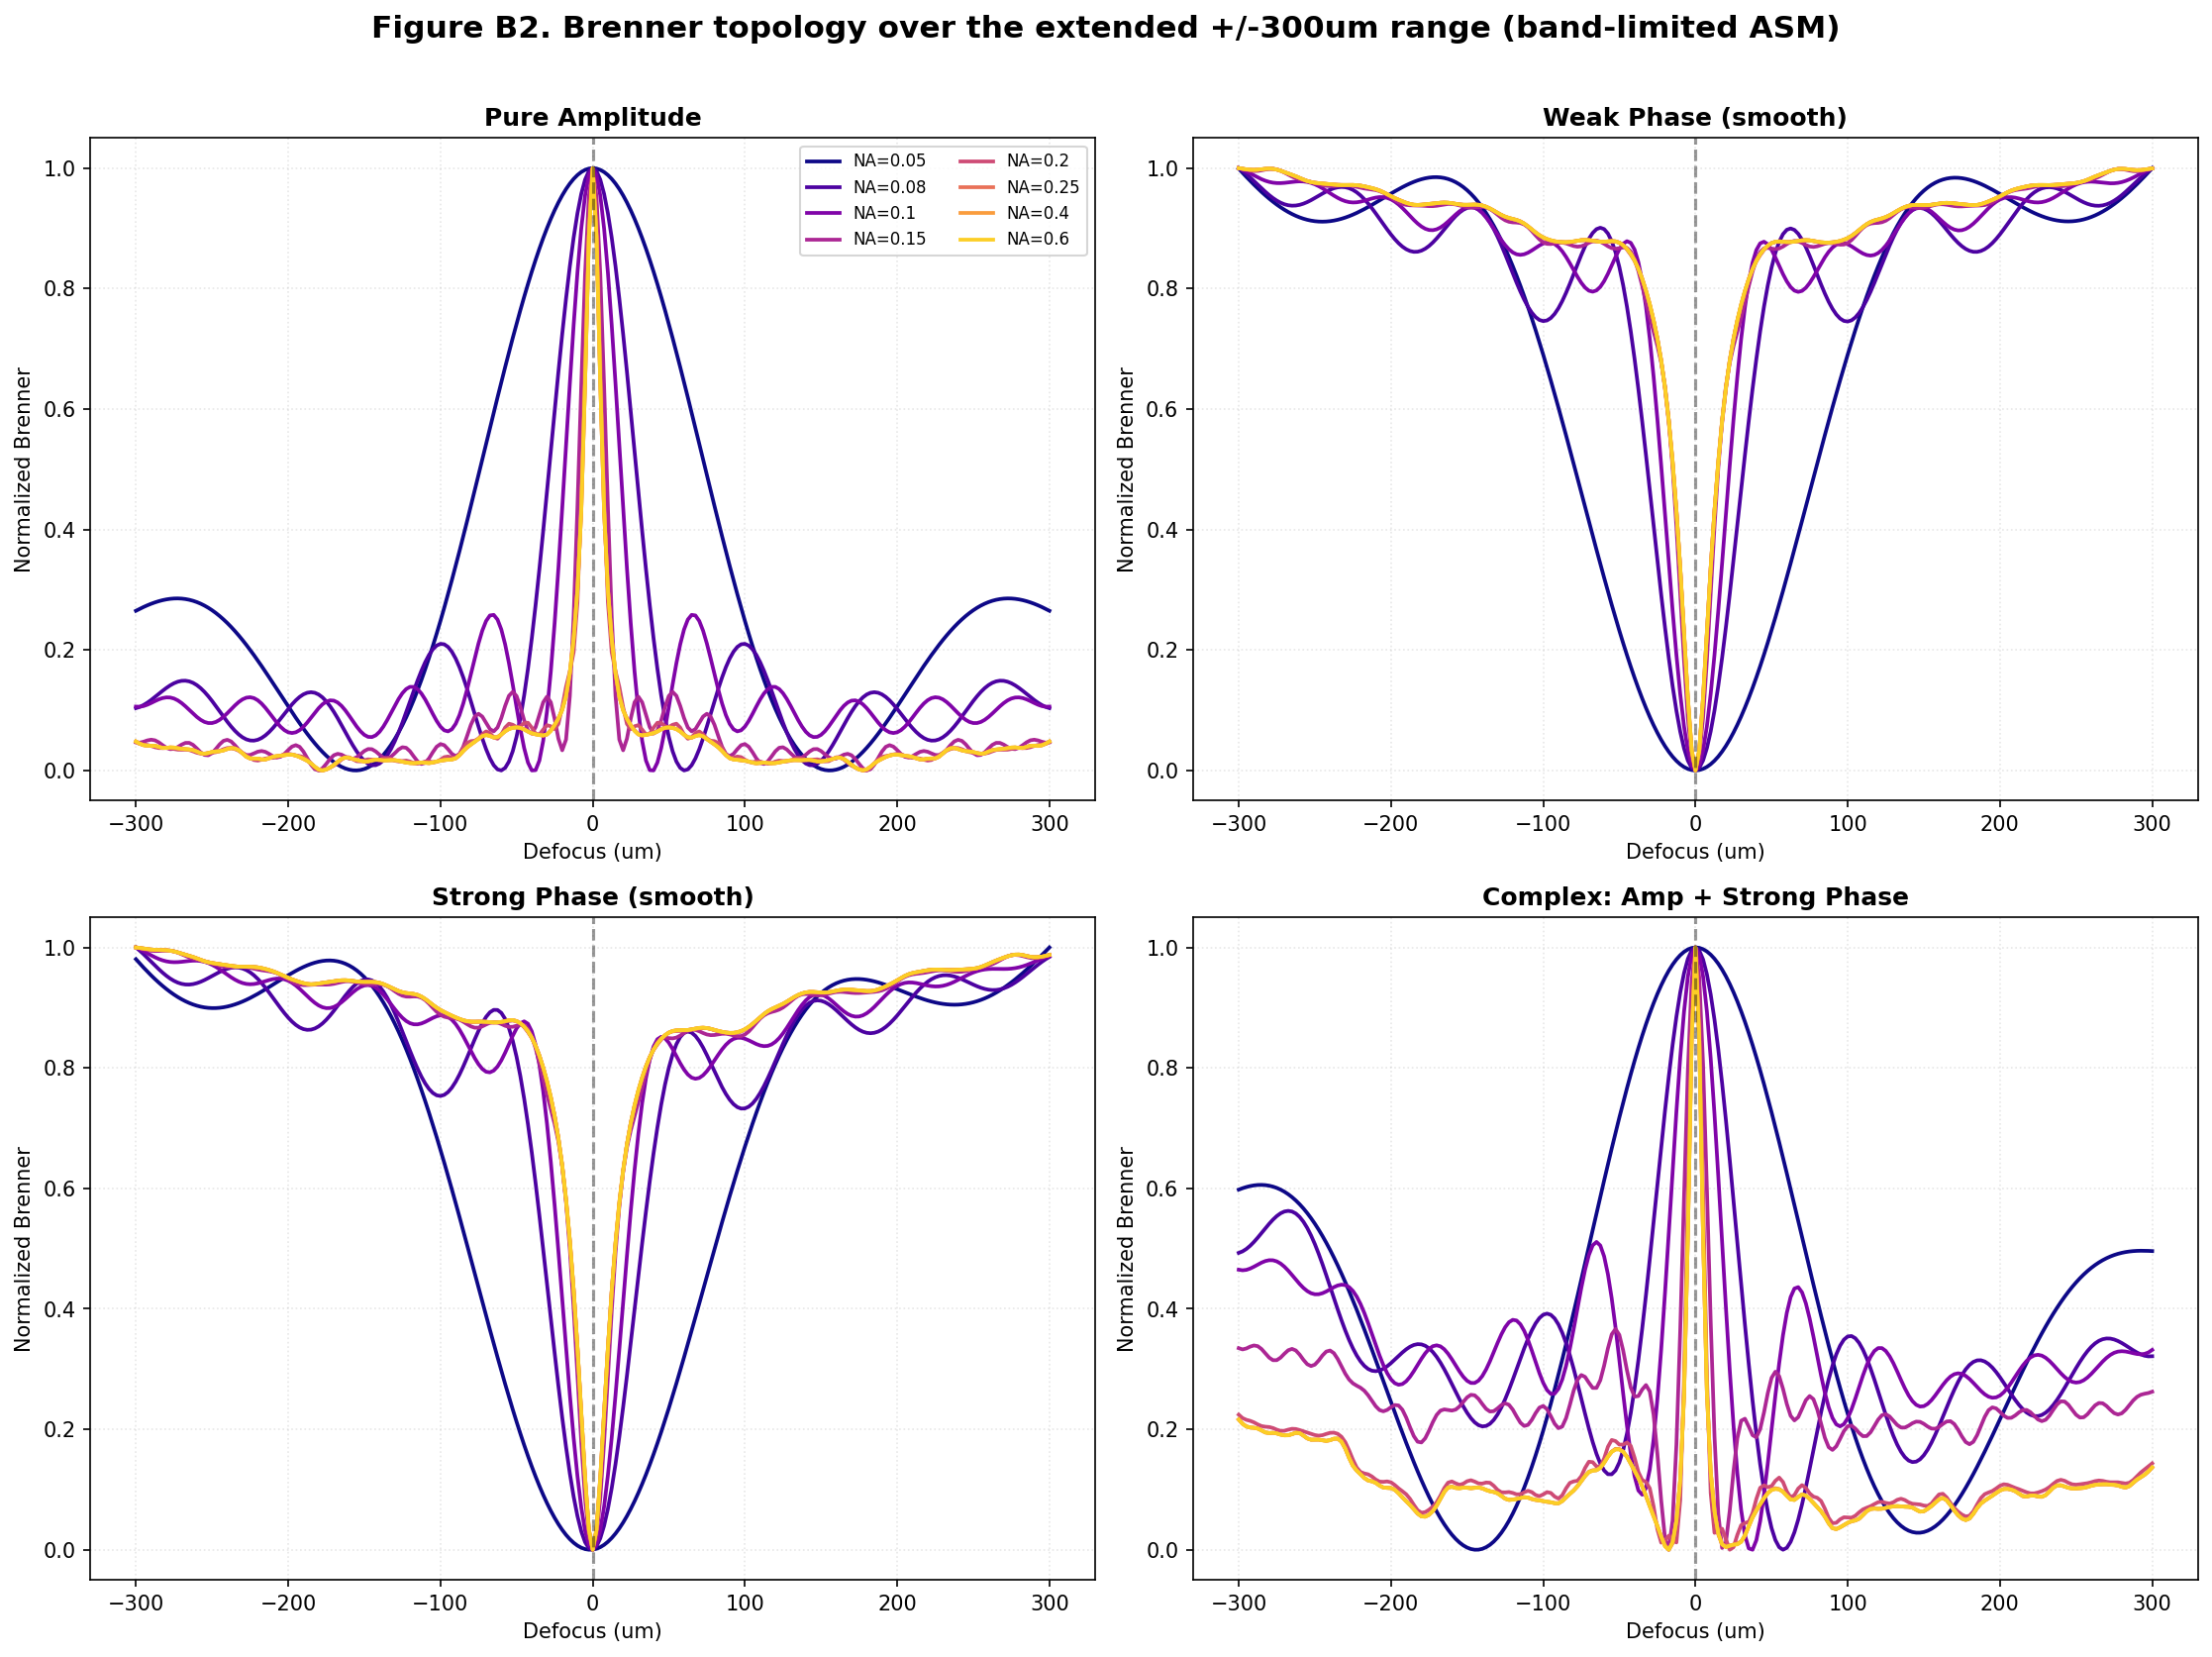 Figure B2. Brenner topology over the extended +/-300um range (band-limited ASM)
Pure Amplitude
1.0
0.8
0.6
0.4
0.2
0.0
Normalized Brenner
NA=0.05
NA=0.08
NA=0.1
NA=0.15
NA=0.2
NA=0.25
NA=0.4
NA=0.6
−300
−200
−100
0
100
200
300
Defocus (um)
Weak Phase (smooth)
1.0
0.8
0.6
0.4
0.2
0.0
Normalized Brenner
−300
−200
−100
0
100
200
300
Defocus (um)
Strong Phase (smooth)
1.0
0.8
0.6
0.4
0.2
0.0
Normalized Brenner
−300
−200
−100
0
100
200
300
Defocus (um)
Complex: Amp + Strong Phase
1.0
0.8
0.6
0.4
0.2
0.0
Normalized Brenner
−300
−200
−100
0
100
200
300
Defocus (um)